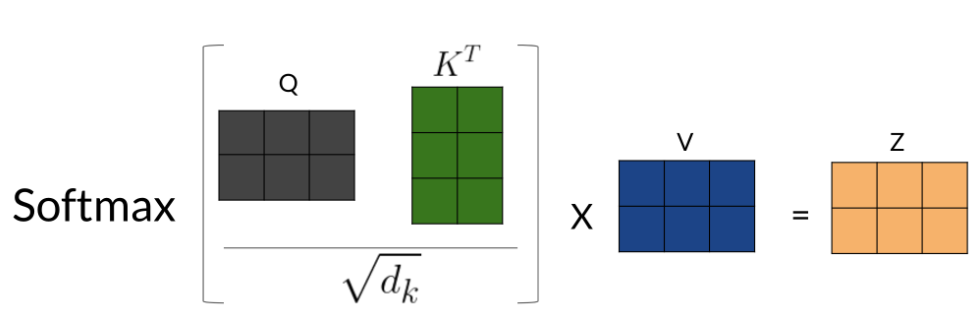 Softmax
Q
K^T
√d_k
X
V
=
Z